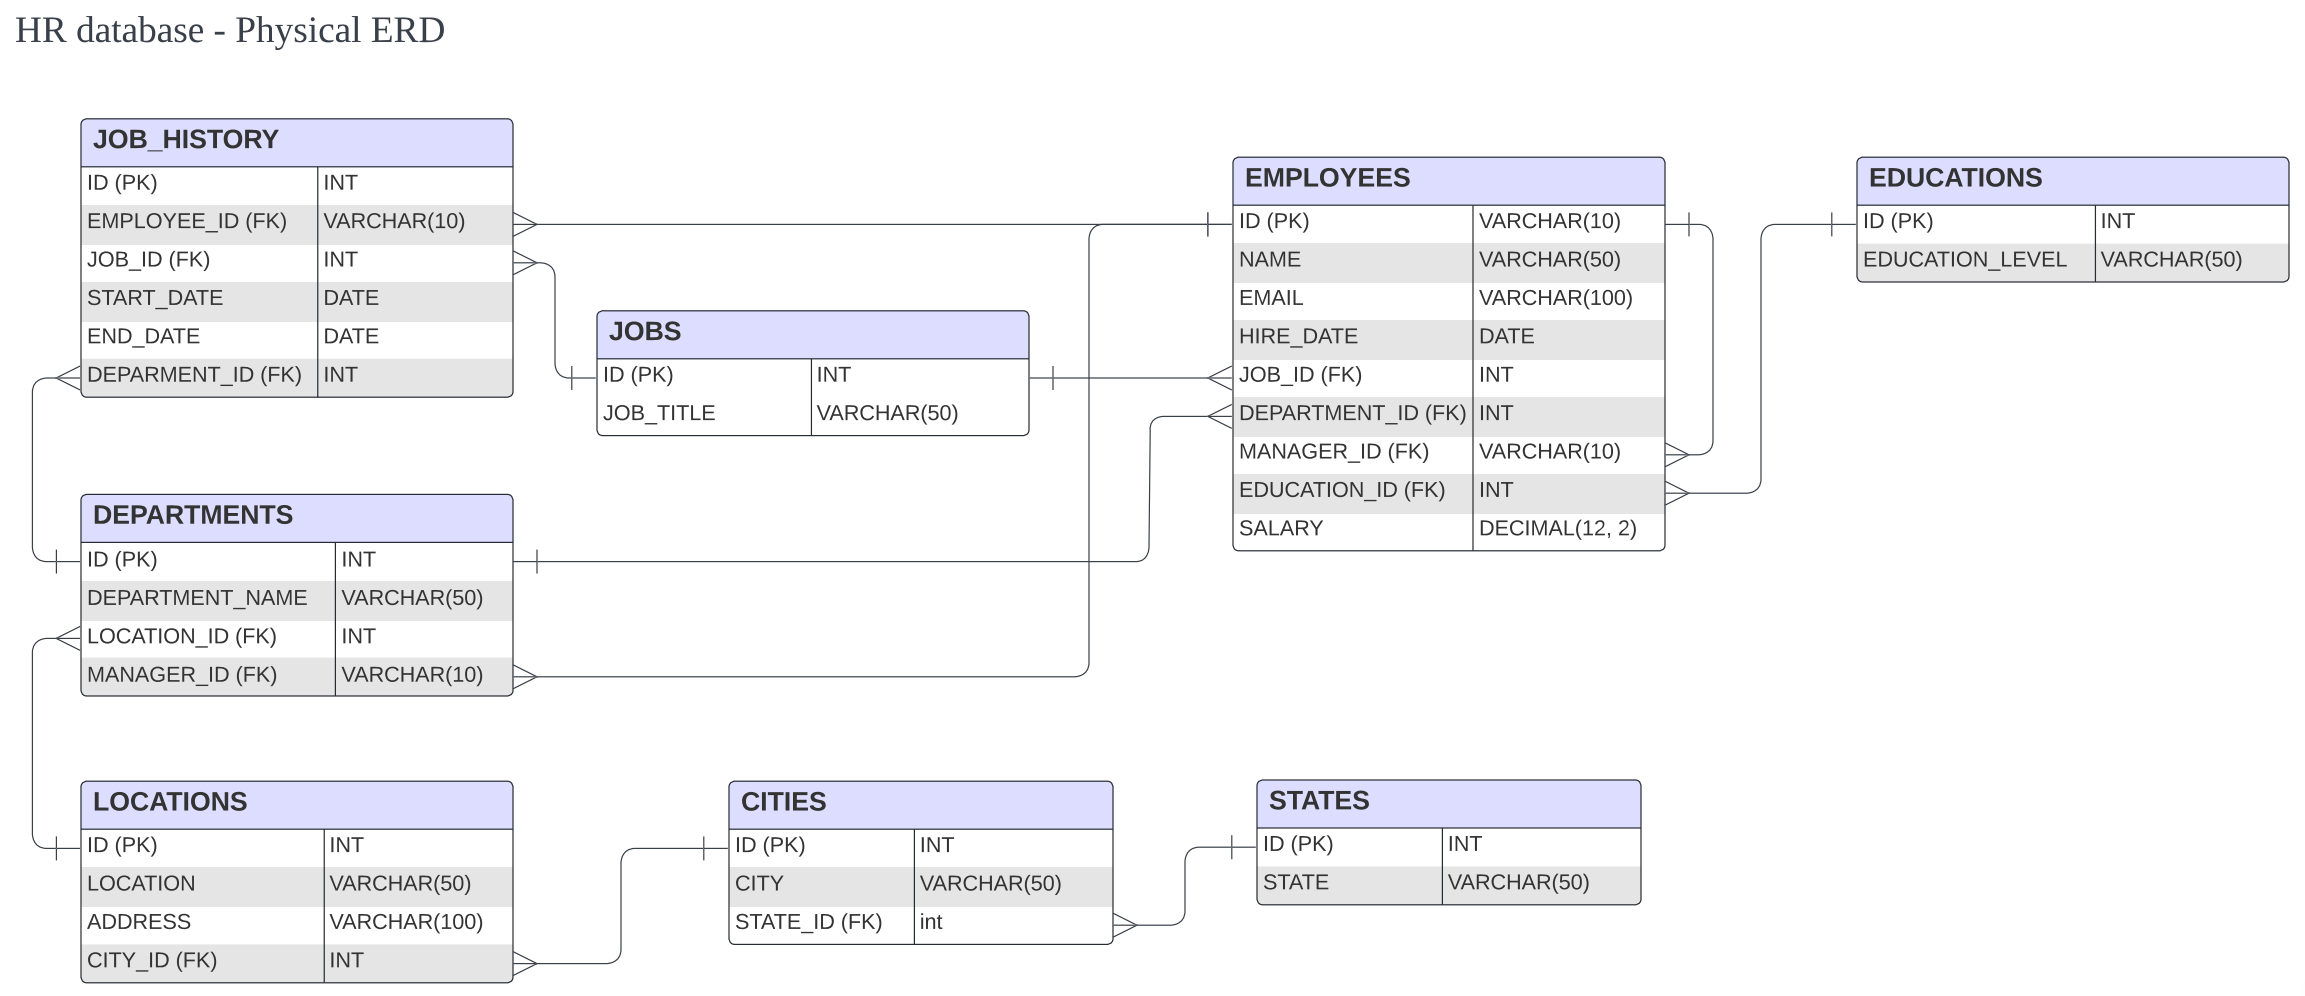 HR database - Physical ERD
JOB_HISTORY
ID (PK) INT
EMPLOYEE_ID (FK) VARCHAR(10)
JOB_ID (FK) INT
START_DATE DATE
END_DATE DATE
DEPARMENT_ID (FK) INT
JOBS
ID (PK) INT
JOB_TITLE VARCHAR(50)
EMPLOYEES
ID (PK) VARCHAR(10)
NAME VARCHAR(50)
EMAIL VARCHAR(100)
HIRE_DATE DATE
JOB_ID (FK) INT
DEPARTMENT_ID (FK) INT
MANAGER_ID (FK) VARCHAR(10)
EDUCATION_ID (FK) INT
SALARY DECIMAL(12, 2)
EDUCATIONS
ID (PK) INT
EDUCATION_LEVEL VARCHAR(50)
DEPARTMENTS
ID (PK) INT
DEPARTMENT_NAME VARCHAR(50)
LOCATION_ID (FK) INT
MANAGER_ID (FK) VARCHAR(10)
LOCATIONS
ID (PK) INT
LOCATION VARCHAR(50)
ADDRESS VARCHAR(100)
CITY_ID (FK) INT
CITIES
ID (PK) INT
CITY VARCHAR(50)
STATE_ID (FK) int
STATES
ID (PK) INT
STATE VARCHAR(50)